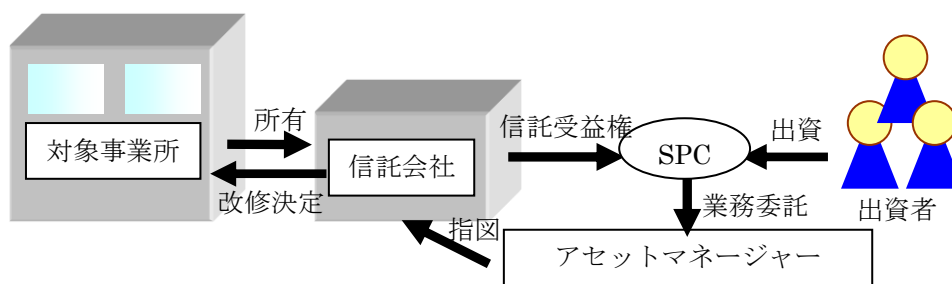 対象事業所
所有
改修決定
信託会社
信託受益権
SPC
出資
出資者
業務委託
指図
アセットマネージャー